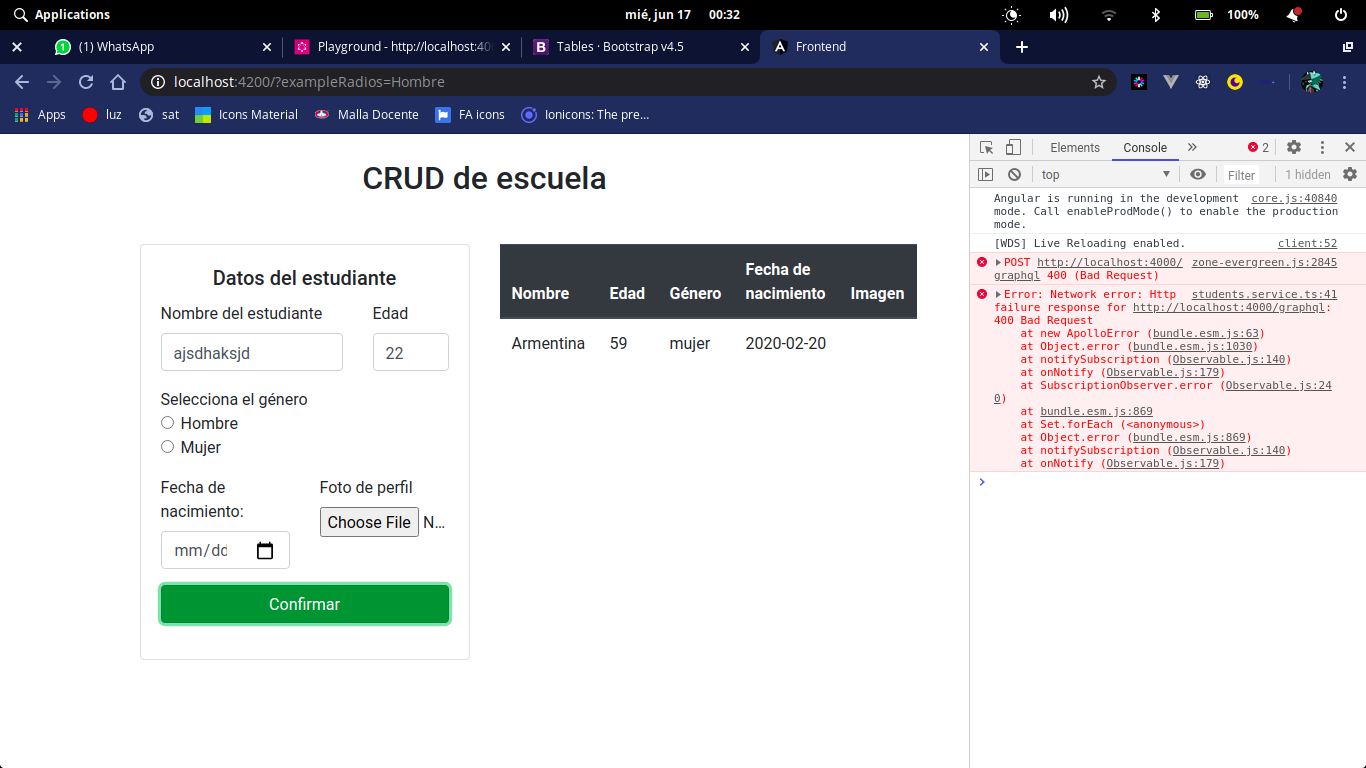 Applications
mié, jun 17 00:32
100%
(1) WhatsApp
Playground - http://localhost:40
Tables · Bootstrap v4.5
Frontend
localhost:4200/?exampleRadios=Hombre
Apps
luz
sat
Icons Material
Malla Docente
FA icons
Ionicons: The pre...
CRUD de escuela
Datos del estudiante
Nombre del estudiante
Edad
ajsdhaksjd
22
Selecciona el género
Hombre
Mujer
Fecha de
nacimiento:
Foto de perfil
Choose File N...
mm/dd
Confirmar
Nombre Edad Género Fecha de nacimiento Imagen
Armentina 59 mujer 2020-02-20
Elements Console » 2
top Filter 1 hidden
Angular is running in the development core.js:40840
mode. Call enableProdMode() to enable the production
mode.
[WDS] Live Reloading enabled. client:52
POST http://localhost:4000/ zone-evergreen.js:2845
graphql 400 (Bad Request)
Error: Network error: Http students.service.ts:41
failure response for http://localhost:4000/graphql:
400 Bad Request
at new ApolloError (bundle.esm.js:63)
at Object.error (bundle.esm.js:1030)
at notifySubscription (Observable.js:140)
at onNotify (Observable.js:179)
at SubscriptionObserver.error (Observable.js:24
0)
at bundle.esm.js:869
at Set.forEach (<anonymous>)
at Object.error (bundle.esm.js:869)
at notifySubscription (Observable.js:140)
at onNotify (Observable.js:179)